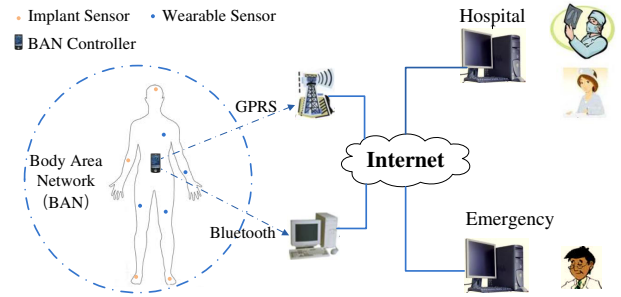 Implant Sensor
Wearable Sensor
BAN Controller
Hospital
GPRS
Body Area
Network
（BAN）
Internet
Bluetooth
Emergency